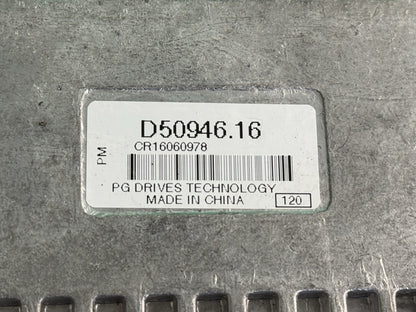 D50946.16
CR16060978
PM
PG DRIVES TECHNOLOGY
MADE IN CHINA
120